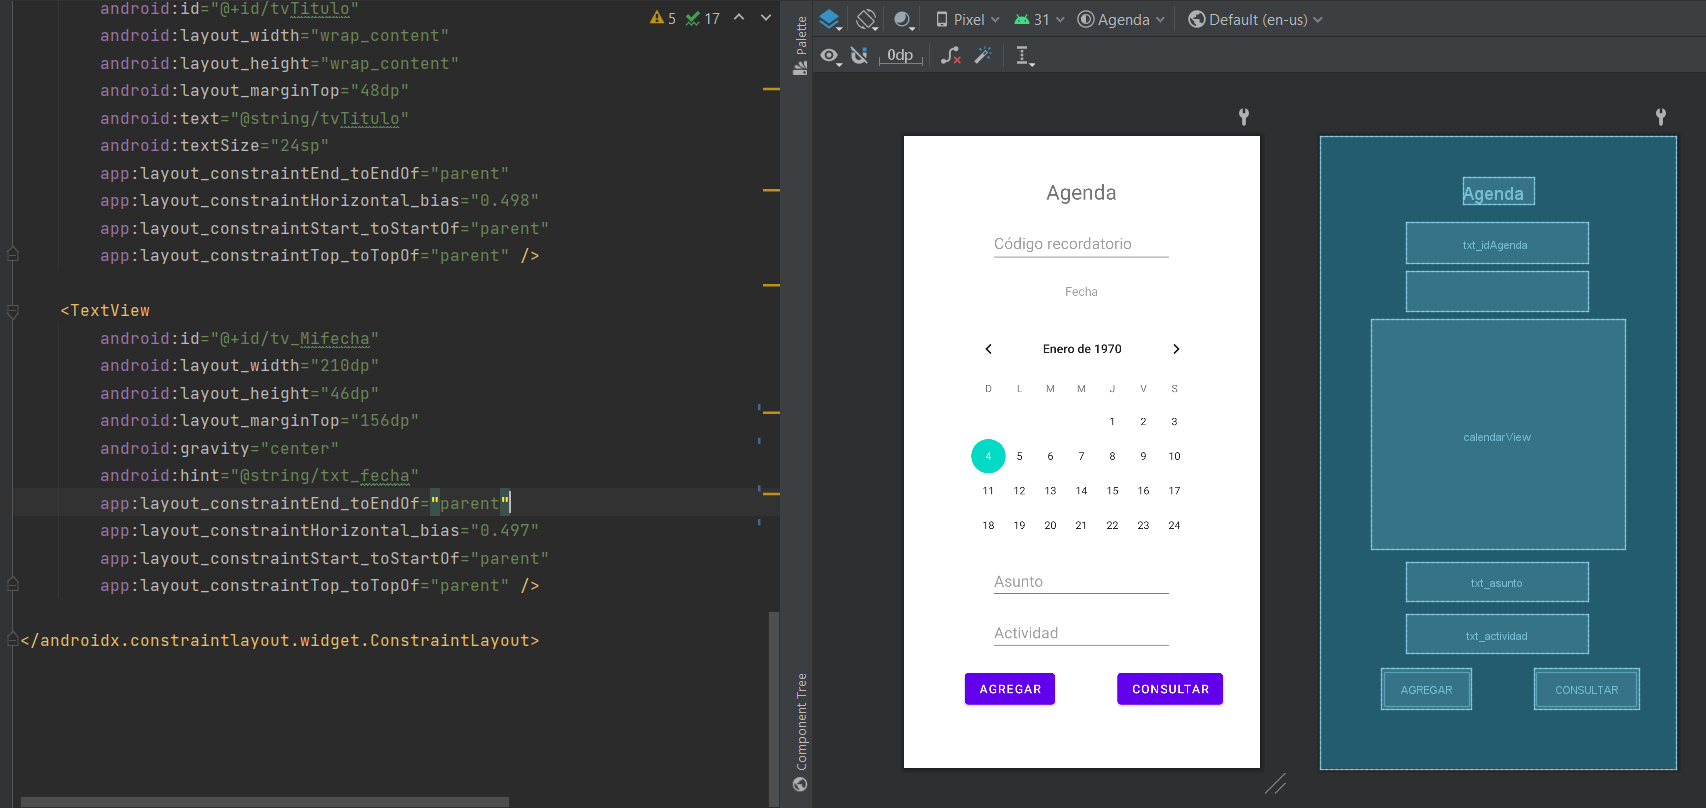 android:id="@+id/tvTitulo"
android:layout_width="wrap_content"
android:layout_height="wrap_content"
android:layout_marginTop="48dp"
android:text="@string/tvTitulo"
android:textSize="24sp"
app:layout_constraintEnd_toEndOf="parent"
app:layout_constraintHorizontal_bias="0.498"
app:layout_constraintStart_toStartOf="parent"
app:layout_constraintTop_toTopOf="parent" />
<TextView
android:id="@+id/tv_Mifecha"
android:layout_width="210dp"
android:layout_height="46dp"
android:layout_marginTop="156dp"
android:gravity="center"
android:hint="@string/txt_fecha"
app:layout_constraintEnd_toEndOf="parent"
app:layout_constraintHorizontal_bias="0.497"
app:layout_constraintStart_toStartOf="parent"
app:layout_constraintTop_toTopOf="parent" />
</androidx.constraintlayout.widget.ConstraintLayout>
5 17
Palette
Component Tree
Pixel 31 Agenda Default (en-us)
0dp
Agenda
Código recordatorio
Fecha
Enero de 1970
D L M M J V S
1 2 3
4 5 6 7 8 9 10
11 12 13 14 15 16 17
18 19 20 21 22 23 24
Asunto
Actividad
AGREGAR CONSULTAR
Agenda
txt_idAgenda
calendarView
txt_asunto
txt_actividad
AGREGAR CONSULTAR